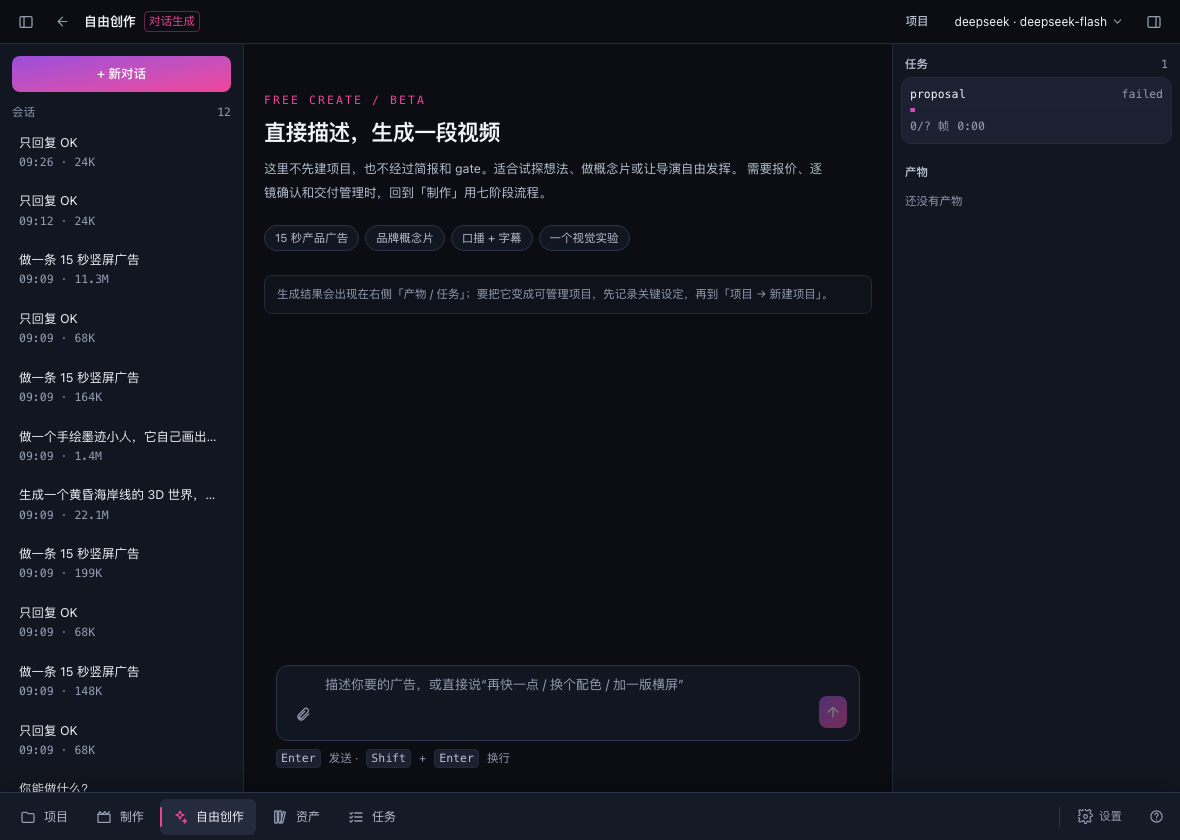 自由创作 对话生成
项目 deepseek · deepseek-flash
+ 新对话
会话 12
只回复 OK
09:26 · 24K
只回复 OK
09:12 · 24K
做一条 15 秒竖屏广告
09:09 · 11.3M
只回复 OK
09:09 · 68K
做一条 15 秒竖屏广告
09:09 · 164K
做一个手绘墨迹小人，它自己画出...
09:09 · 1.4M
生成一个黄昏海岸线的 3D 世界，...
09:09 · 22.1M
做一条 15 秒竖屏广告
09:09 · 199K
只回复 OK
09:09 · 68K
做一条 15 秒竖屏广告
09:09 · 148K
只回复 OK
09:09 · 68K
你能做什么？
FREE CREATE / BETA
直接描述，生成一段视频
这里不先建项目，也不经过简报和 gate。适合试探想法、做概念片或让导演自由发挥。 需要报价、逐
镜确认和交付管理时，回到「制作」用七阶段流程。
15 秒产品广告 品牌概念片 口播 + 字幕 一个视觉实验
生成结果会出现在右侧「产物 / 任务」；要把它变成可管理项目，先记录关键设定，再到「项目 → 新建项目」。
描述你要的广告，或直接说“再快一点 / 换个配色 / 加一版横屏”
Enter 发送 · Shift + Enter 换行
任务 1
proposal failed
0/? 帧 0:00
产物
还没有产物
项目 制作 自由创作 资产 任务 设置